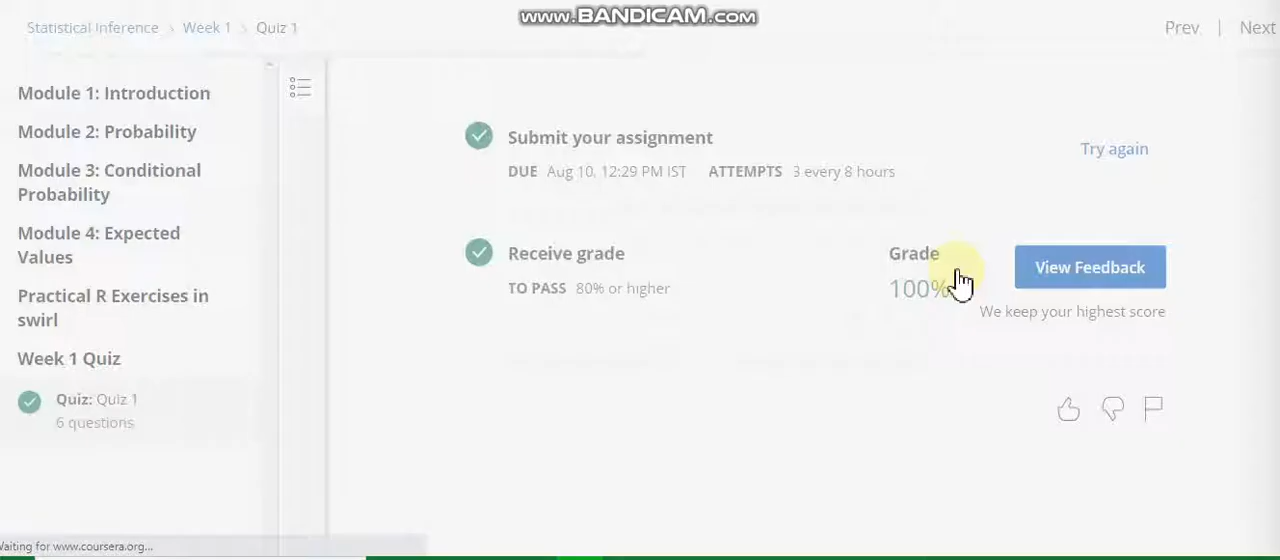 www.BANDICAM.com
Statistical Inference > Week 1 > Quiz 1
Prev | Next
Module 1: Introduction
Module 2: Probability
Module 3: Conditional
Probability
Module 4: Expected
Values
Practical R Exercises in
swirl
Week 1 Quiz
Quiz: Quiz 1
6 questions
Submit your assignment
DUE Aug 10, 12:29 PM IST ATTEMPTS 3 every 8 hours
Try again
Receive grade
TO PASS 80% or higher
Grade
100%
View Feedback
We keep your highest score
Waiting for www.coursera.org...